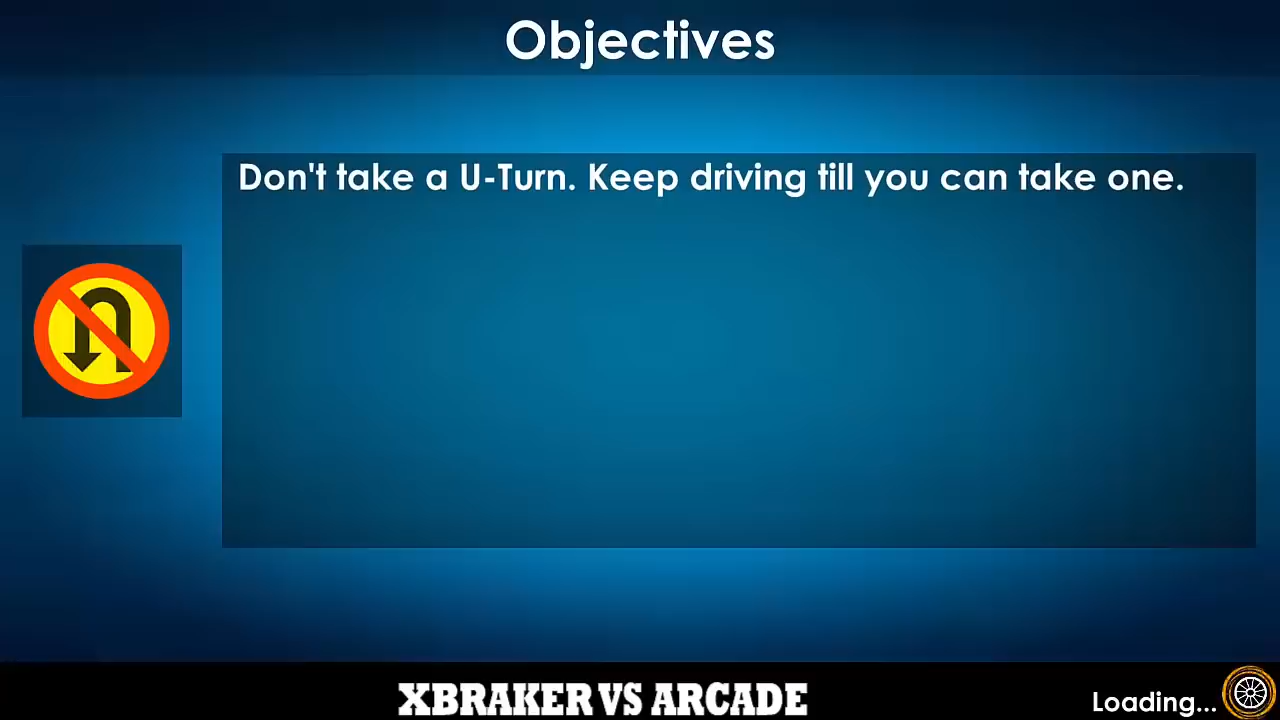 Objectives
Don't take a U-Turn. Keep driving till you can take one.
XBRAKER VS ARCADE
Loading...